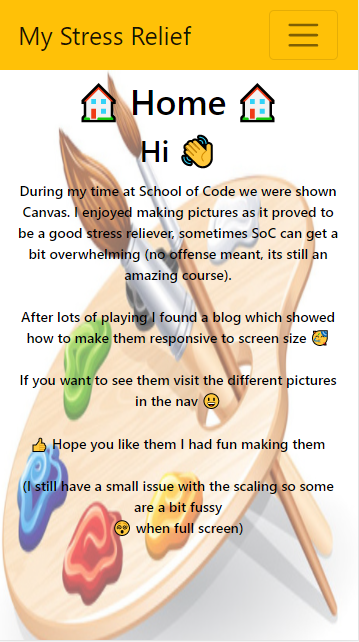 My Stress Relief
🏠 Home 🏠
Hi 👋
During my time at School of Code we were shown
Canvas. I enjoyed making pictures as it proved to
be a good stress reliever, sometimes SoC can get a
bit overwhelming (no offense meant, its still an
amazing course).
After lots of playing I found a blog which showed
how to make them responsive to screen size 🥳
If you want to see them visit the different pictures
in the nav 😃
👍 Hope you like them I had fun making them
(I still have a small issue with the scaling so some
are a bit fussy
😵 when full screen)